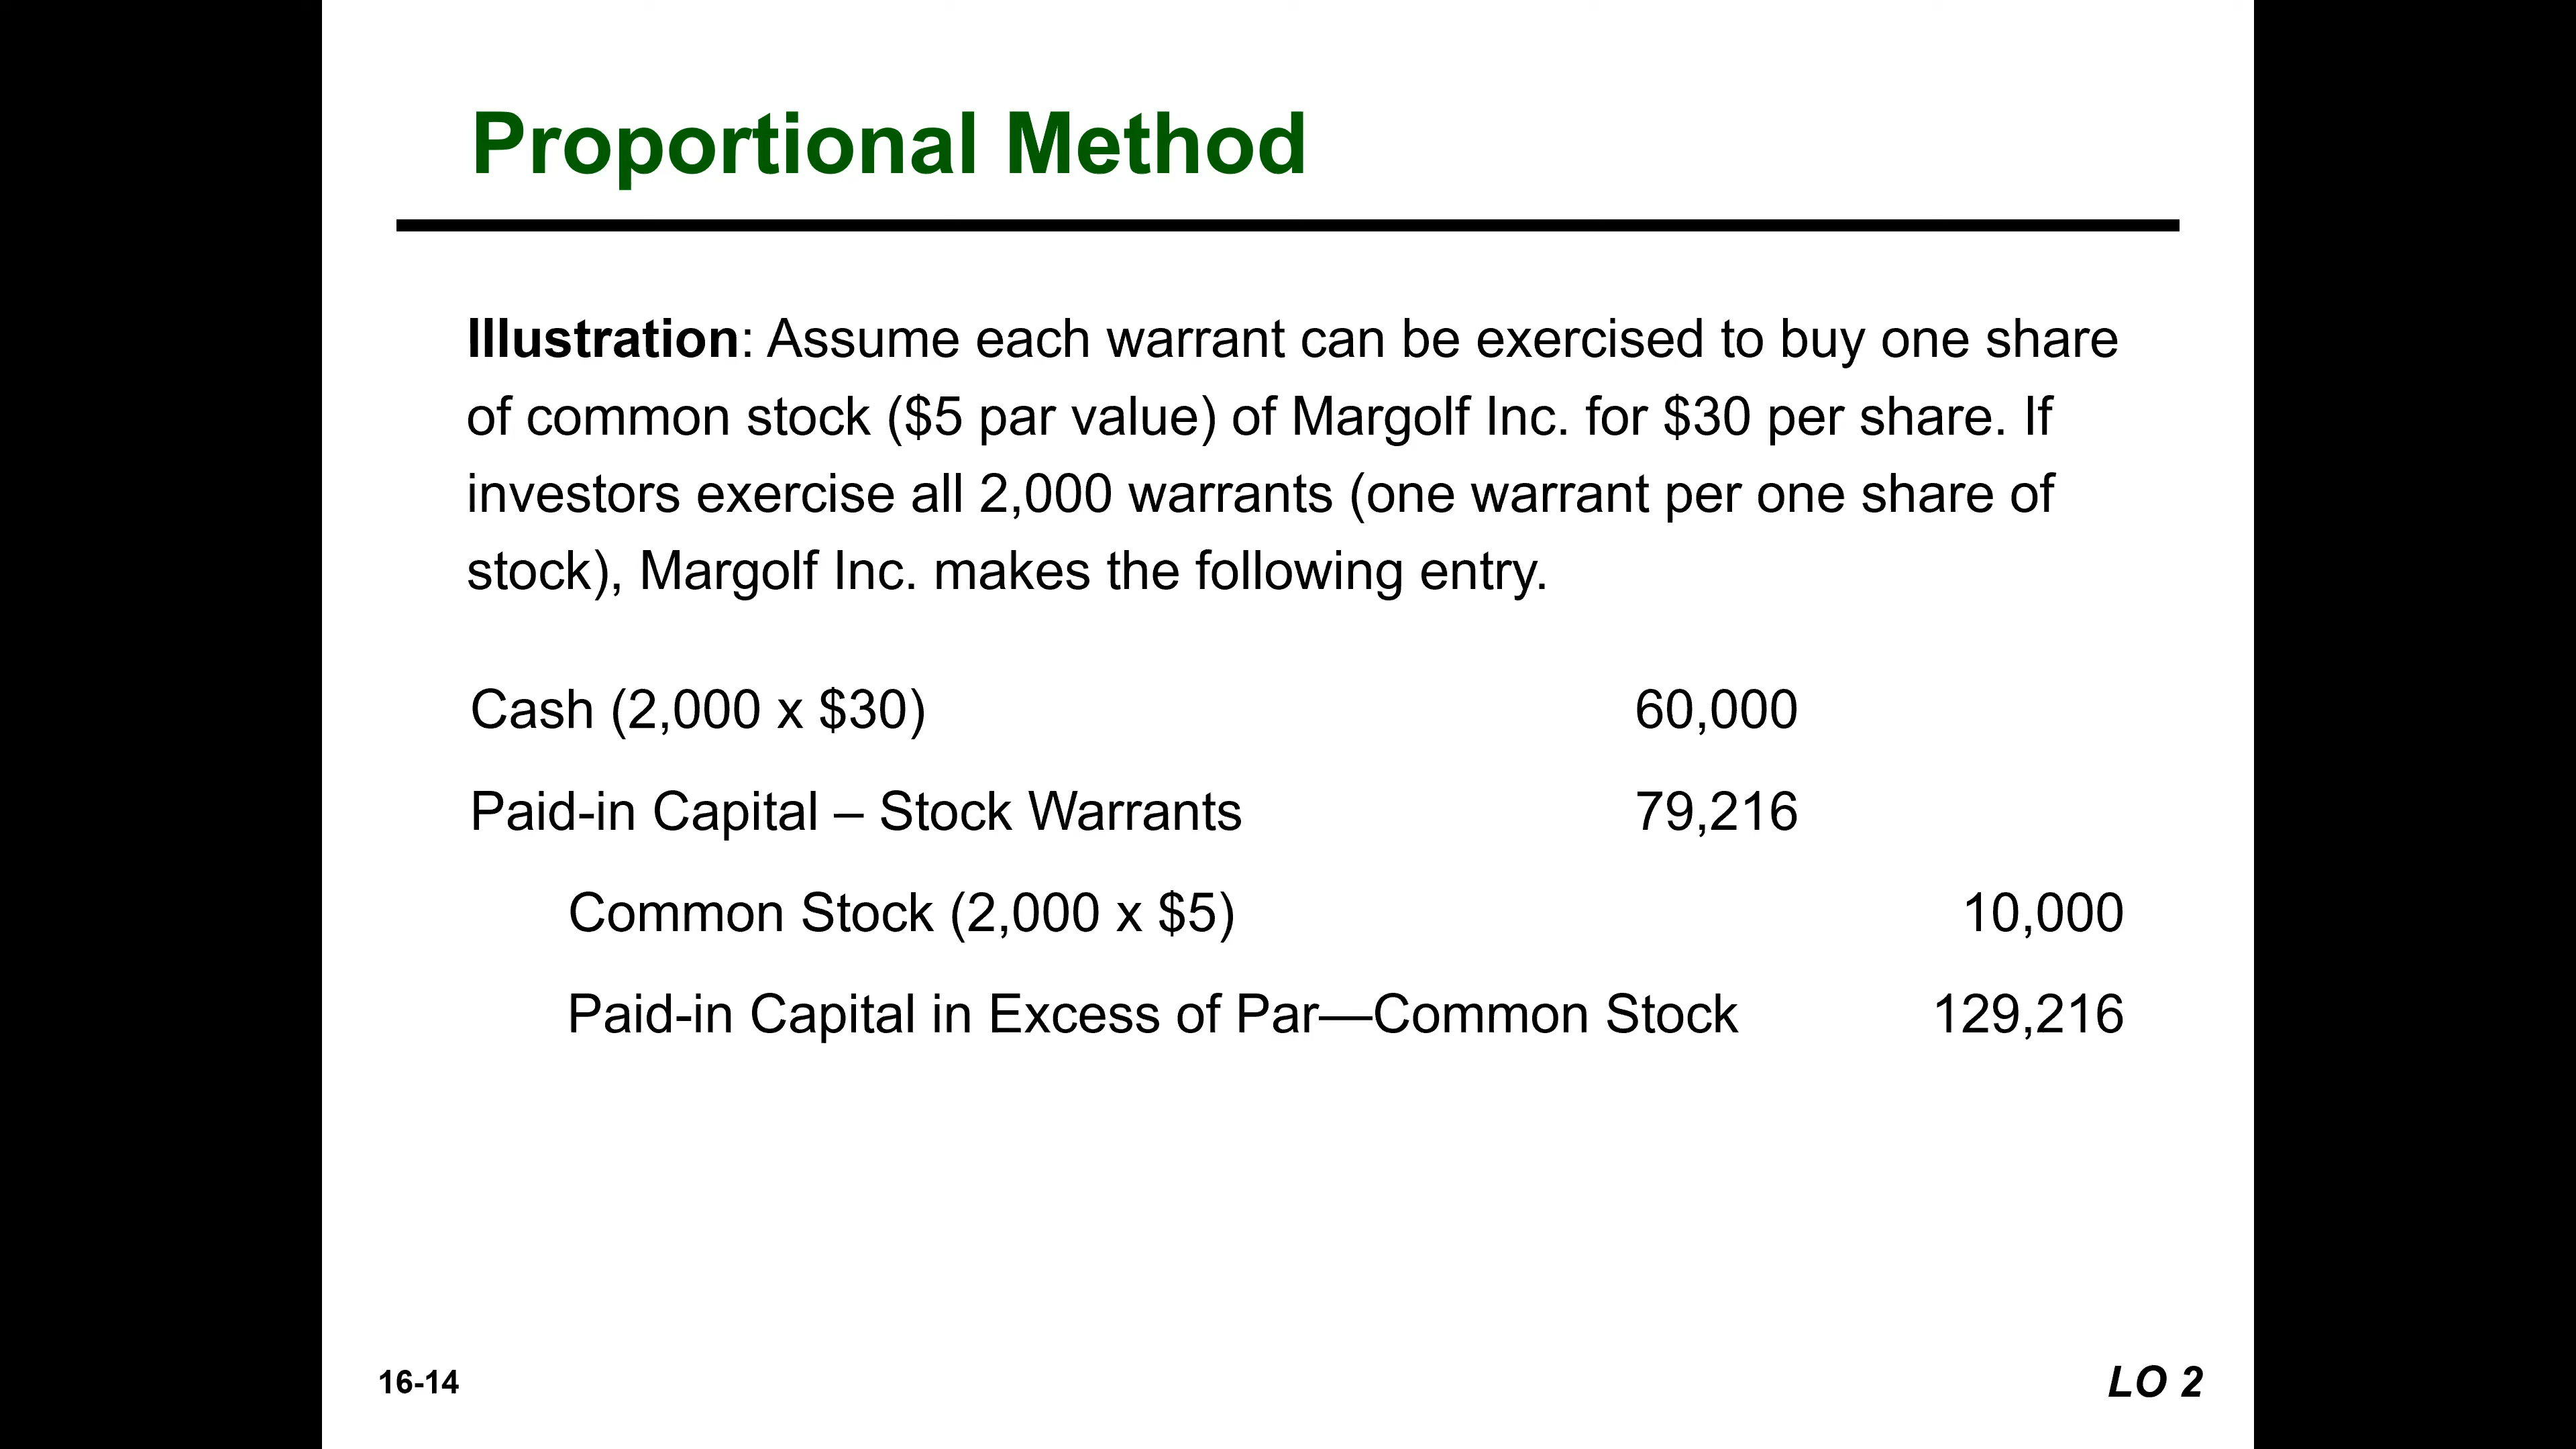 Proportional Method
Illustration: Assume each warrant can be exercised to buy one share
of common stock ($5 par value) of Margolf Inc. for $30 per share. If
investors exercise all 2,000 warrants (one warrant per one share of
stock), Margolf Inc. makes the following entry.
Cash (2,000 x $30) 60,000
Paid-in Capital – Stock Warrants 79,216
Common Stock (2,000 x $5) 10,000
Paid-in Capital in Excess of Par—Common Stock 129,216
16-14 LO 2